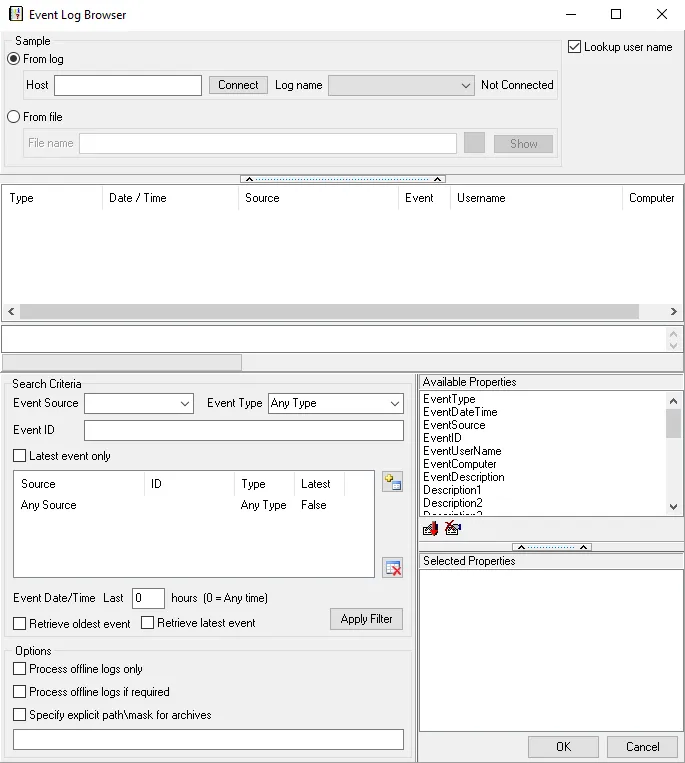 Event Log Browser
Sample
From log
Lookup user name
Host Connect Log name Not Connected
From file
File name Show
Type Date / Time Source Event Username Computer
Search Criteria
Event Source Event Type Any Type
Event ID
Latest event only
Source ID Type Latest
Any Source Any Type False
Event Date/Time Last 0 hours (0 = Any time)
Retrieve oldest event Retrieve latest event Apply Filter
Options
Process offline logs only
Process offline logs if required
Specify explicit path\mask for archives
Available Properties
EventType
EventDateTime
EventSource
EventID
EventUserName
EventComputer
EventDescription
Description1
Description2
Selected Properties
OK Cancel